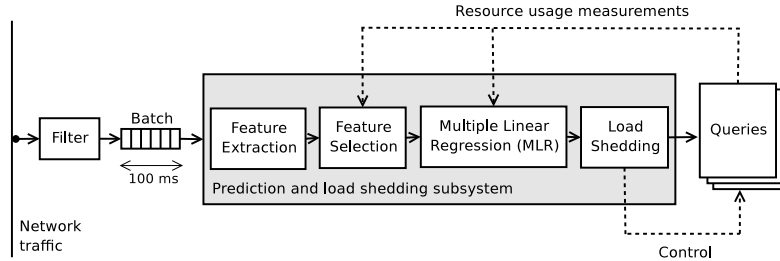 Resource usage measurements
Batch
Filter
Feature
Extraction
Feature
Selection
Multiple Linear
Regression (MLR)
Load
Shedding
Queries
100 ms
Prediction and load shedding subsystem
Network
traffic
Control